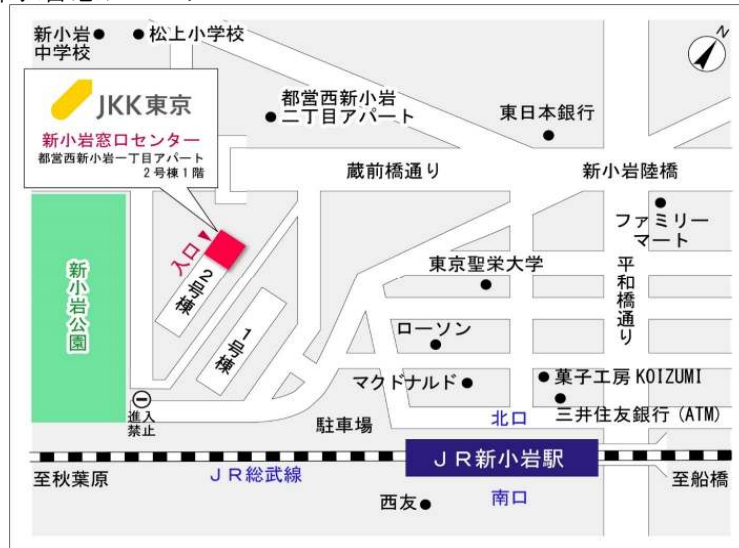 新小岩
中学校
松上小学校
N
JKK東京
新小岩窓口センター
都営西新小岩一丁目アパート
2号棟1階
都営西新小岩
二丁目アパート
東日本銀行
蔵前橋通り
新小岩陸橋
ファミリー
マート
新小岩公園
入口
2号棟
1号棟
東京聖栄大学
平和橋通り
ローソン
マクドナルド
菓子工房 KOIZUMI
三井住友銀行 (ATM)
進入
禁止
駐車場
北口
JR新小岩駅
至秋葉原
JR総武線
至船橋
西友
南口